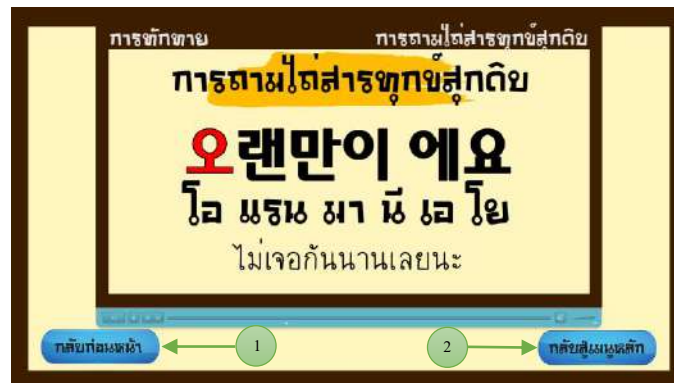 การทักทาย การถามไถ่สารทุกข์สุกดิบ
การถามไถ่สารทุกข์สุกดิบ
오랜만이 에요
โอ แรน มา นี เอ โย
ไม่เจอกันนานเลยนะ
กลับก่อนหน้า 1 2 กลับสู่เมนูหลัก